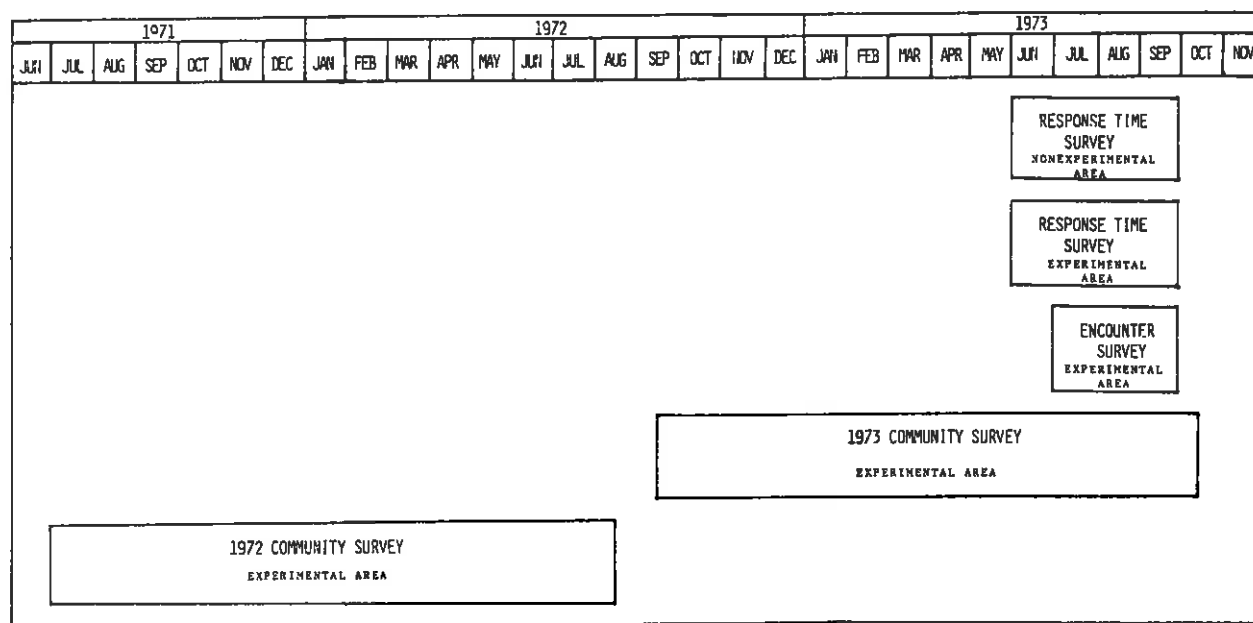 1971 1972 1973
JUN JUL AUG SEP OCT NOV DEC JAN FEB MAR APR MAY JUN JUL AUG SEP OCT NOV DEC JAN FEB MAR APR MAY JUN JUL AUG SEP OCT NOV
RESPONSE TIME
SURVEY
NONEXPERIMENTAL
AREA
RESPONSE TIME
SURVEY
EXPERIMENTAL
AREA
ENCOUNTER
SURVEY
EXPERIMENTAL
AREA
1973 COMMUNITY SURVEY
EXPERIMENTAL AREA
1972 COMMUNITY SURVEY
EXPERIMENTAL AREA